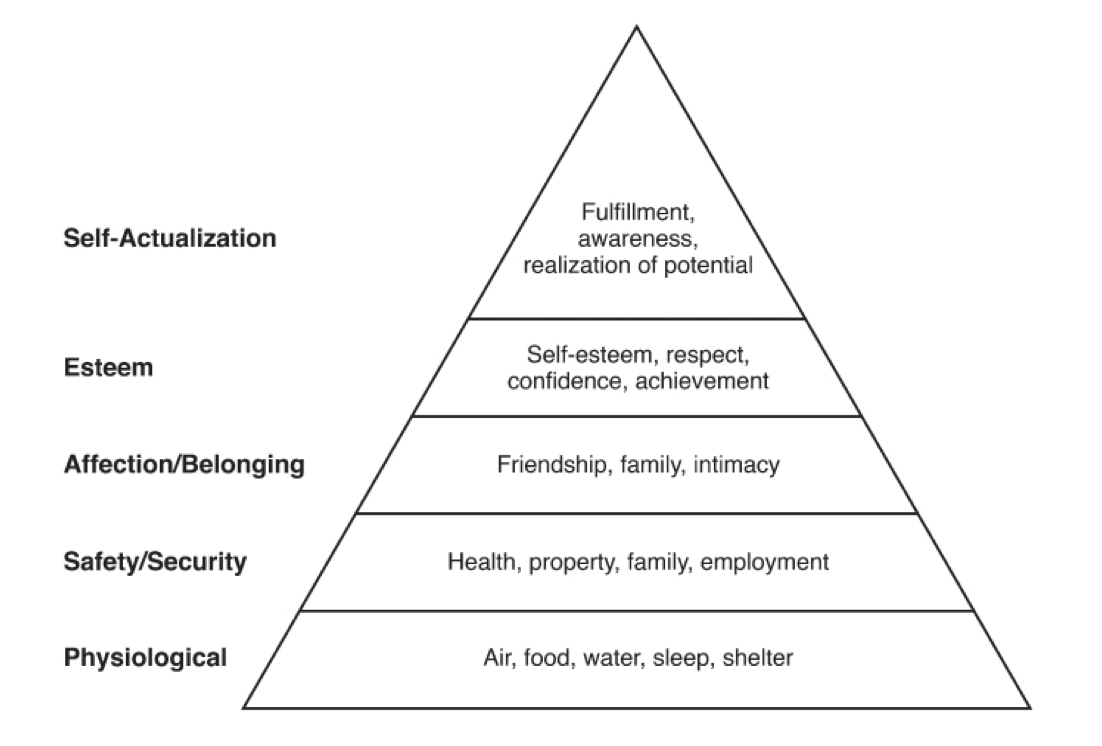 Self-Actualization
Fulfillment,
awareness,
realization of potential
Esteem
Self-esteem, respect,
confidence, achievement
Affection/Belonging
Friendship, family, intimacy
Safety/Security
Health, property, family, employment
Physiological
Air, food, water, sleep, shelter